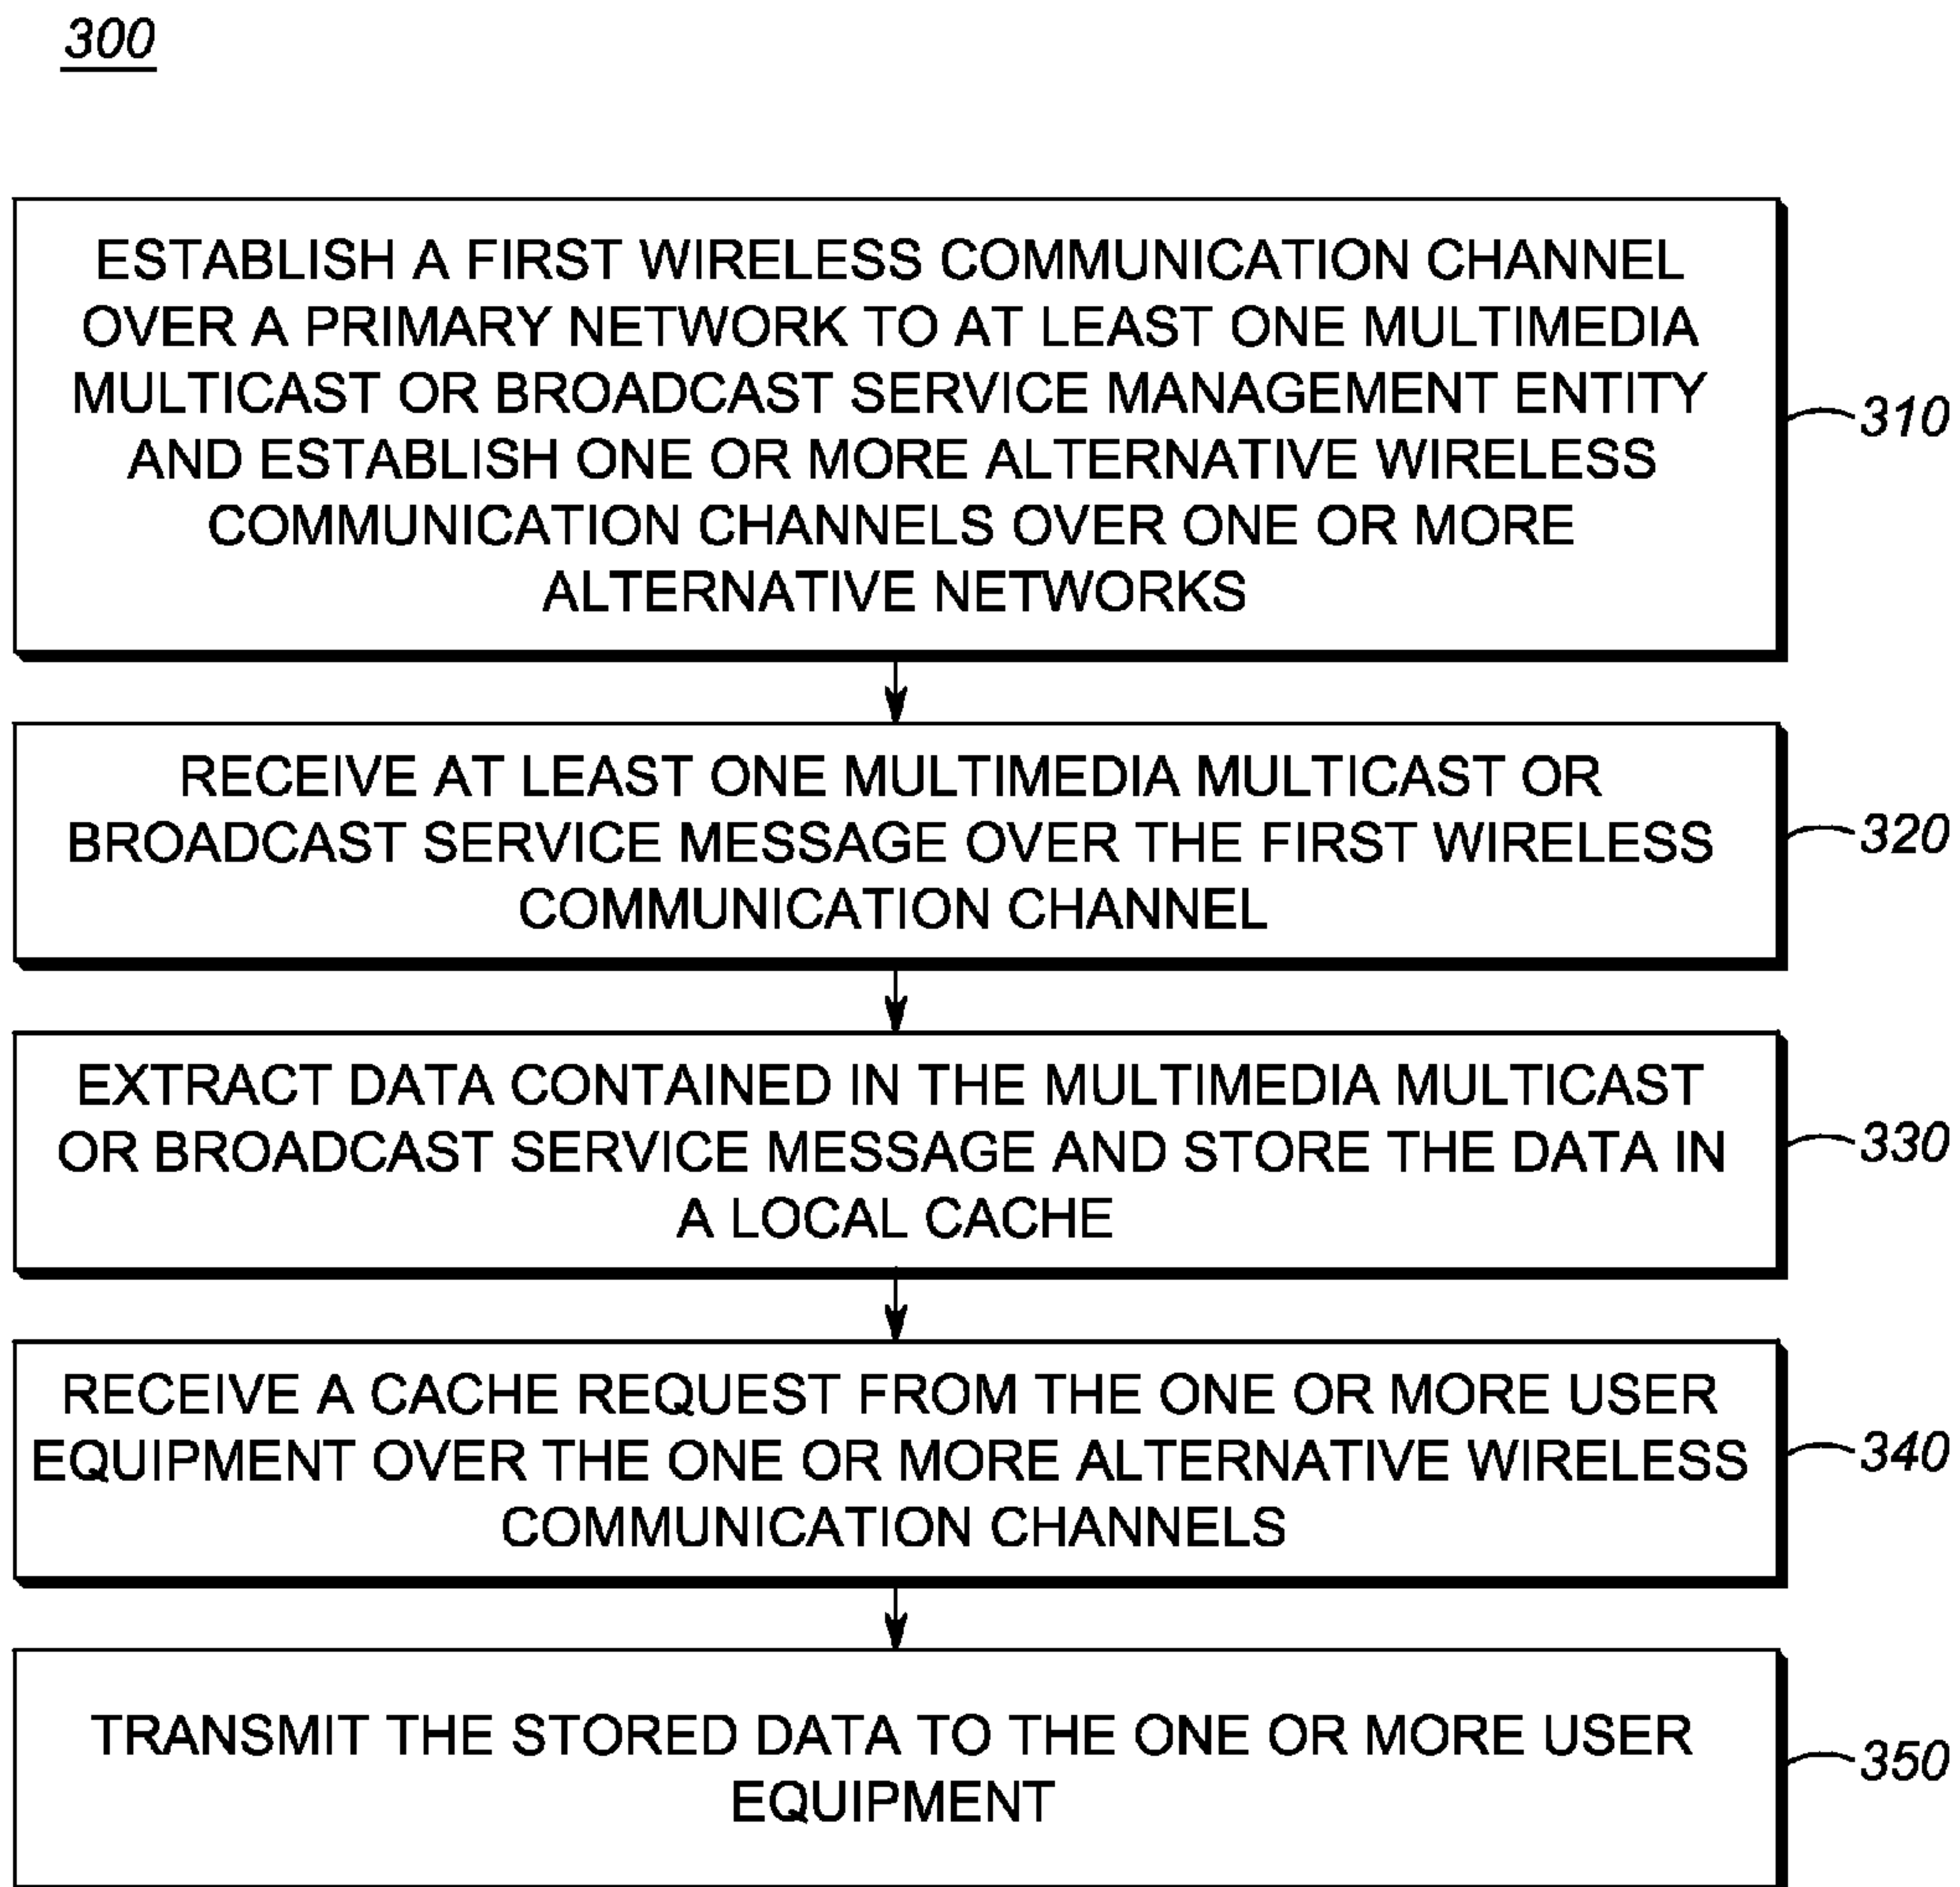 300
ESTABLISH A FIRST WIRELESS COMMUNICATION CHANNEL
OVER A PRIMARY NETWORK TO AT LEAST ONE MULTIMEDIA
MULTICAST OR BROADCAST SERVICE MANAGEMENT ENTITY
AND ESTABLISH ONE OR MORE ALTERNATIVE WIRELESS
COMMUNICATION CHANNELS OVER ONE OR MORE
ALTERNATIVE NETWORKS
310
RECEIVE AT LEAST ONE MULTIMEDIA MULTICAST OR
BROADCAST SERVICE MESSAGE OVER THE FIRST WIRELESS
COMMUNICATION CHANNEL
320
EXTRACT DATA CONTAINED IN THE MULTIMEDIA MULTICAST
OR BROADCAST SERVICE MESSAGE AND STORE THE DATA IN
A LOCAL CACHE
330
RECEIVE A CACHE REQUEST FROM THE ONE OR MORE USER
EQUIPMENT OVER THE ONE OR MORE ALTERNATIVE WIRELESS
COMMUNICATION CHANNELS
340
TRANSMIT THE STORED DATA TO THE ONE OR MORE USER
EQUIPMENT
350